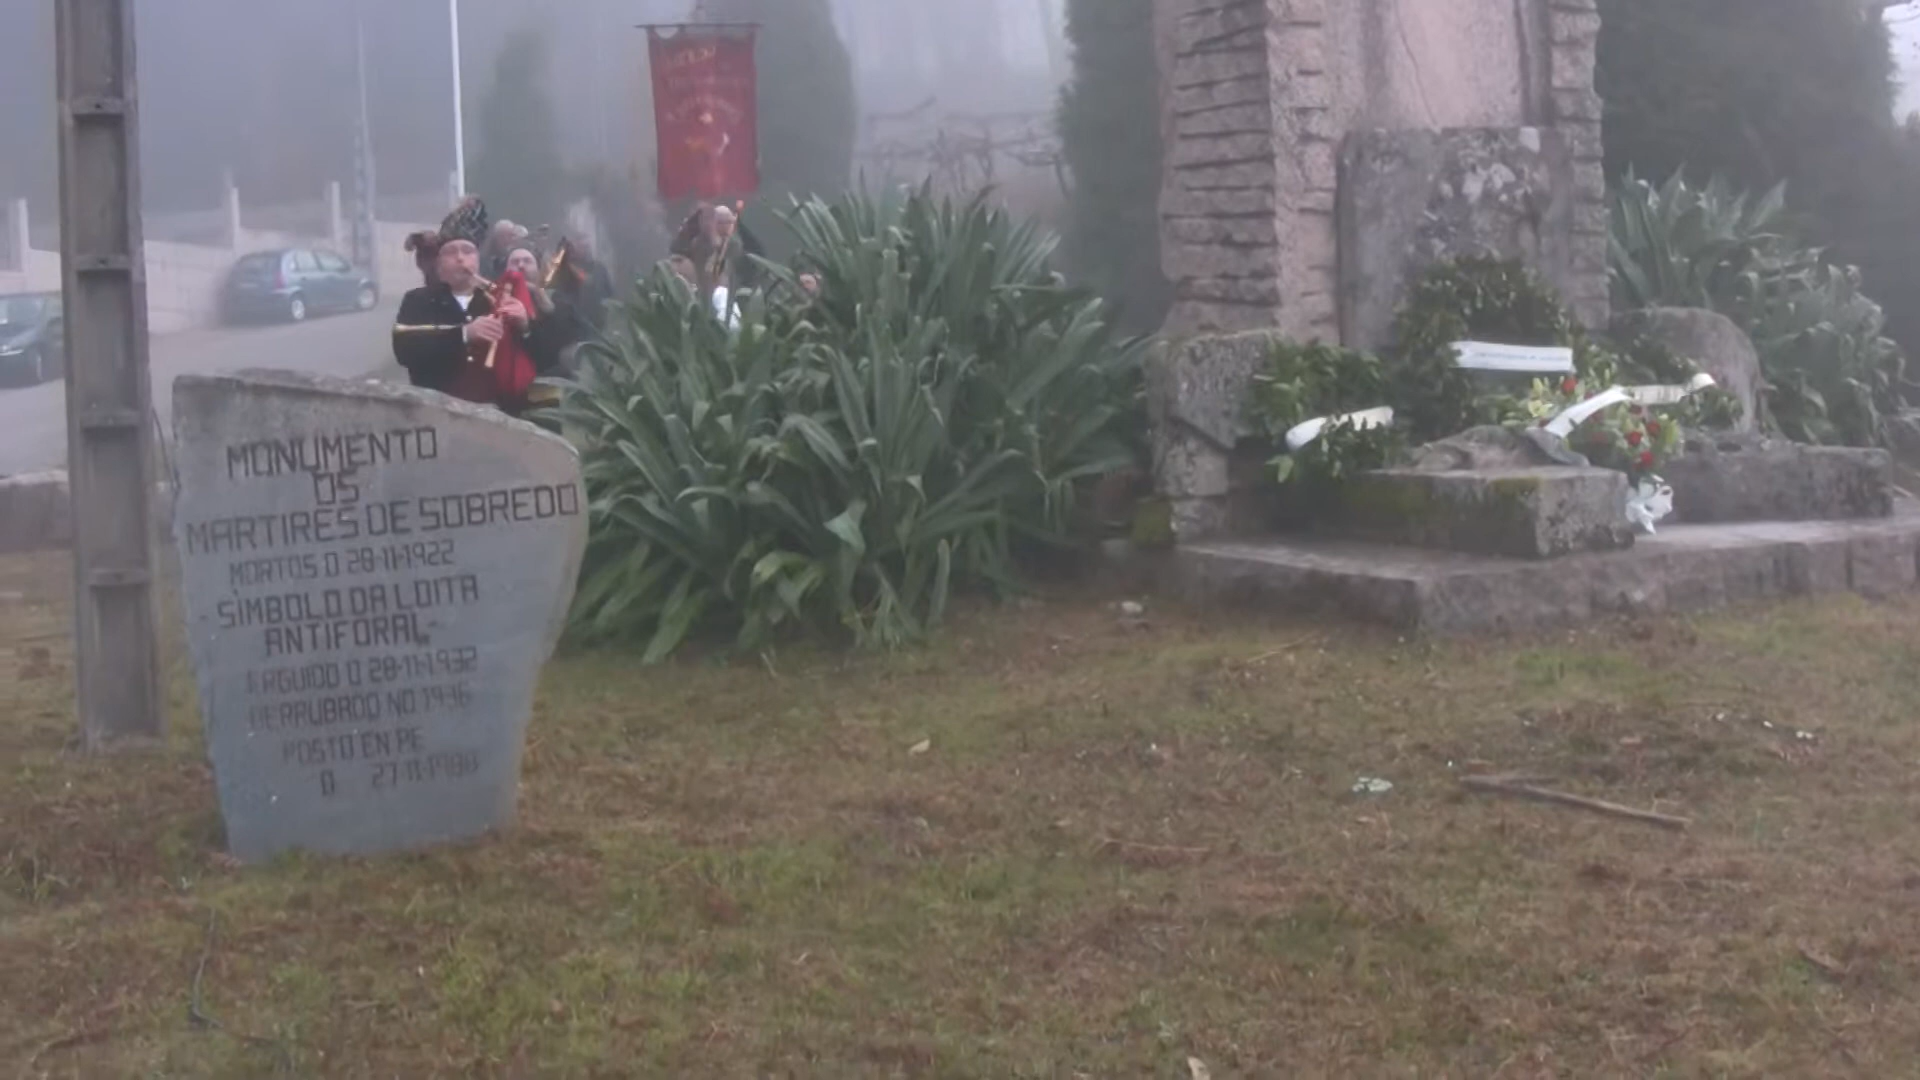 MONUMENTO
OS
MARTIRES DE SOBREDO
MORTOS O 28-11-1922
SIMBOLO DA LOITA
ANTIFORAL
ERGUIDO O 28-11-1932
DERRUBADO NO 1936
POSTO EN PE
O 27-11-1988